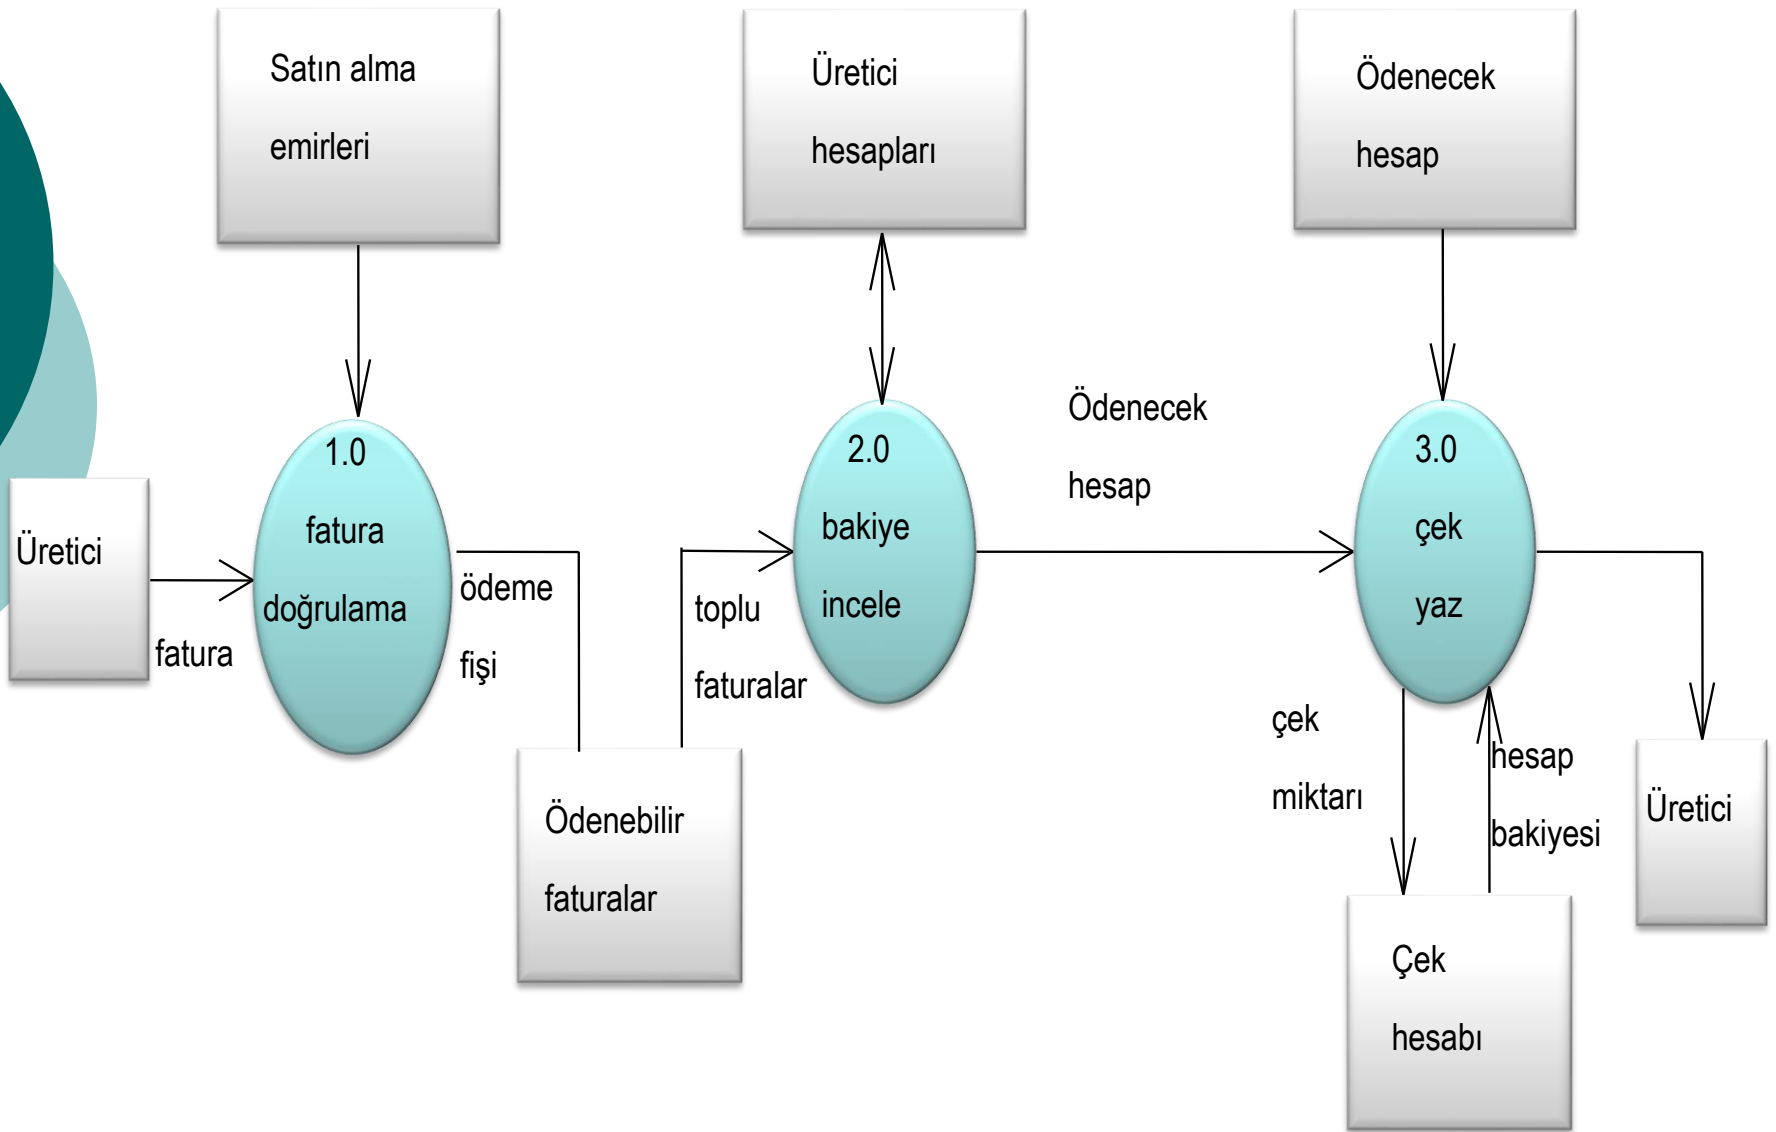 Satın alma
emirleri
Üretici
hesapları
Ödenecek
hesap
Üretici
fatura
1.0
fatura
doğrulama
ödeme
fişi
Ödenebilir
faturalar
toplu
faturalar
2.0
bakiye
incele
Ödenecek
hesap
3.0
çek
yaz
çek
miktarı
hesap
bakiyesi
Çek
hesabı
Üretici